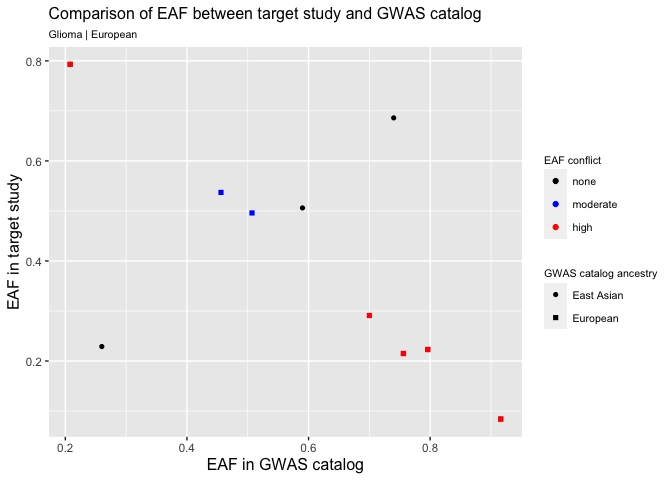 Comparison of EAF between target study and GWAS catalog
Glioma | European
EAF in target study
0.8
0.6
0.4
0.2
0.2
0.4
0.6
0.8
EAF in GWAS catalog
EAF conflict
none
moderate
high
GWAS catalog ancestry
East Asian
European